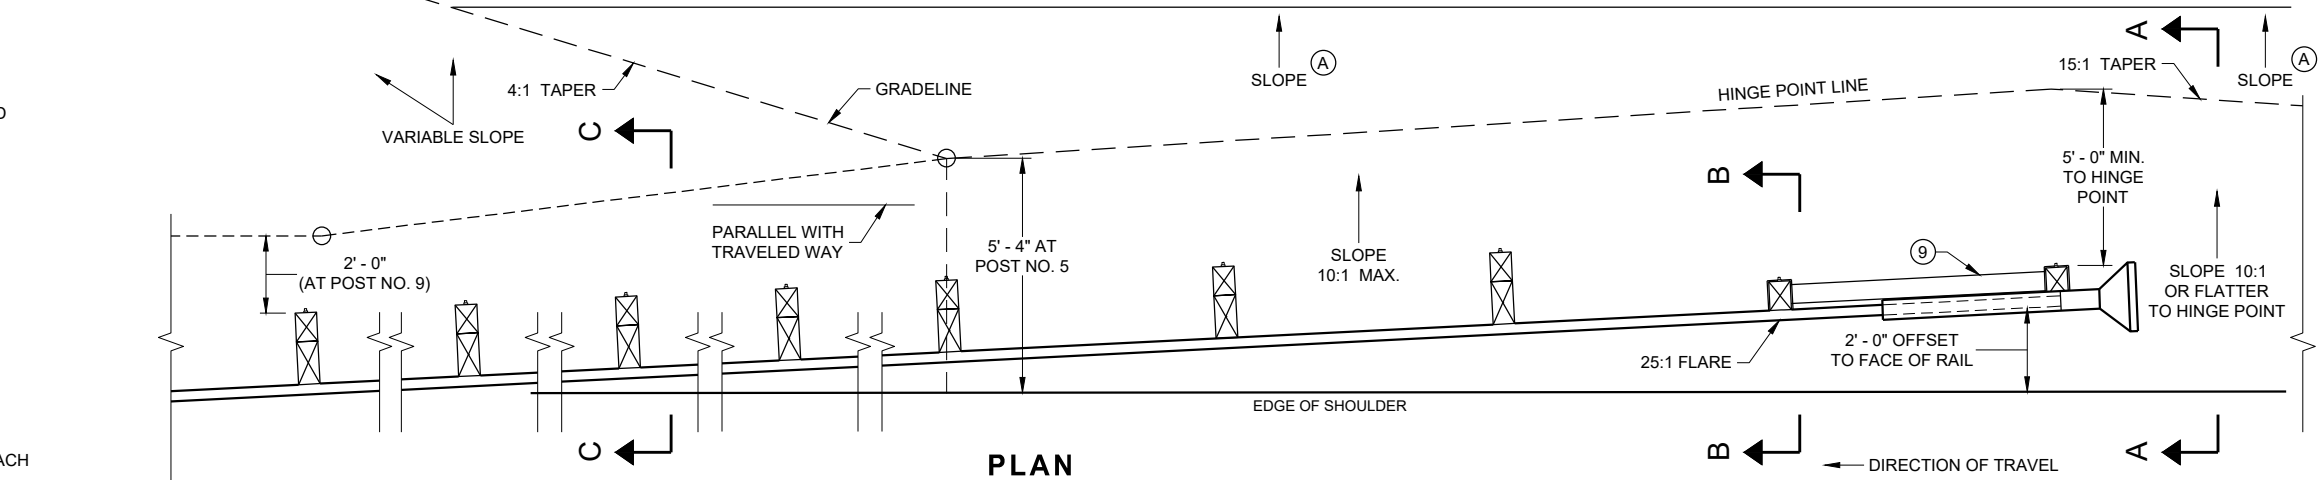 A
A
SLOPE
A
SLOPE
15:1 TAPER
4:1 TAPER
GRADELINE
HINGE POINT LINE
D
VARIABLE SLOPE
C
B
5' - 0" MIN.
TO HINGE
POINT
PARALLEL WITH
TRAVELED WAY
5' - 4" AT
POST NO. 5
SLOPE
10:1 MAX.
9
2' - 0"
(AT POST NO. 9)
SLOPE 10:1
OR FLATTER
TO HINGE POINT
2' - 0" OFFSET
TO FACE OF RAIL
25:1 FLARE
EDGE OF SHOULDER
C
B
A
ACH
PLAN
DIRECTION OF TRAVEL